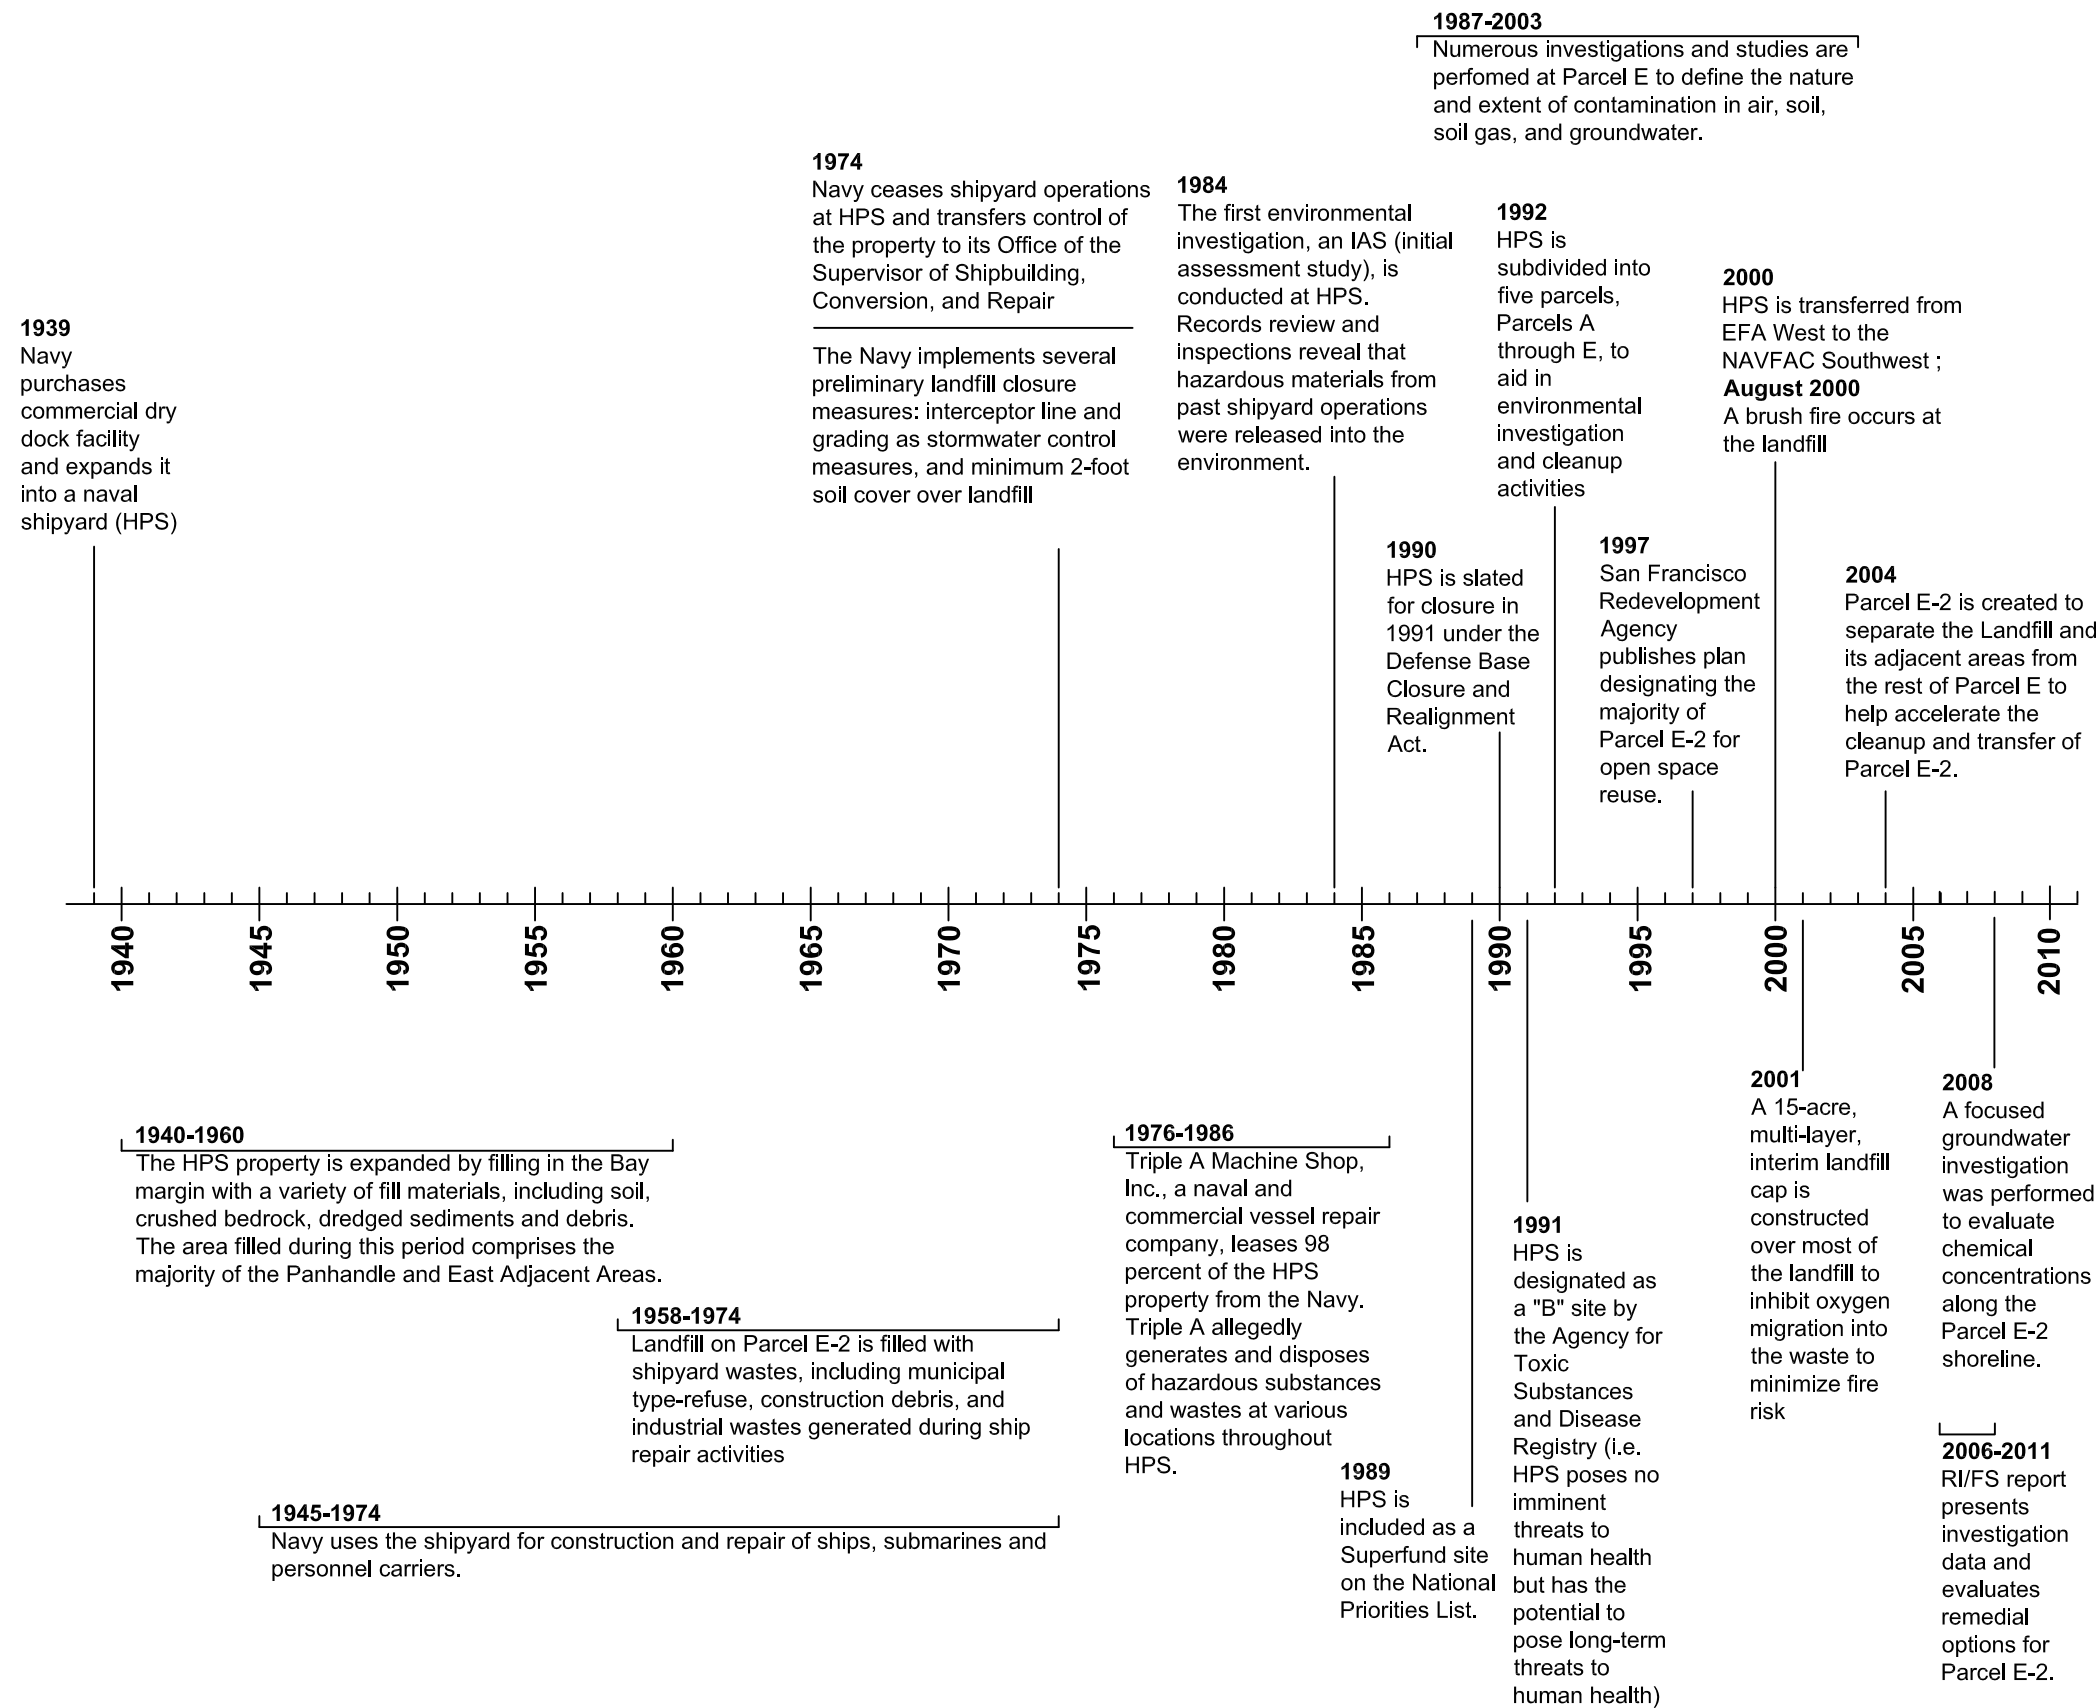 1987-2003
Numerous investigations and studies are
perfomed at Parcel E to define the nature
and extent of contamination in air, soil,
soil gas, and groundwater.
1974
Navy ceases shipyard operations
at HPS and transfers control of
the property to its Office of the
Supervisor of Shipbuilding,
Conversion, and Repair
The Navy implements several
preliminary landfill closure
measures: interceptor line and
grading as stormwater control
measures, and minimum 2-foot
soil cover over landfill
1984
The first environmental
investigation, an IAS (initial
assessment study), is
conducted at HPS.
Records review and
inspections reveal that
hazardous materials from
past shipyard operations
were released into the
environment.
1992
HPS is
subdivided into
five parcels,
Parcels A
through E, to
aid in
environmental
investigation
and cleanup
activities
2000
HPS is transferred from
EFA West to the
NAVFAC Southwest ;
August 2000
A brush fire occurs at
the landfill
1939
Navy
purchases
commercial dry
dock facility
and expands it
into a naval
shipyard (HPS)
1990
HPS is slated
for closure in
1991 under the
Defense Base
Closure and
Realignment
Act.
1997
San Francisco
Redevelopment
Agency
publishes plan
designating the
majority of
Parcel E-2 for
open space
reuse.
2004
Parcel E-2 is created to
separate the Landfill and
its adjacent areas from
the rest of Parcel E to
help accelerate the
cleanup and transfer of
Parcel E-2.
1940
1945
1950
1955
1960
1965
1970
1975
1980
1985
1990
1995
2000
2005
2010
1940-1960
The HPS property is expanded by filling in the Bay
margin with a variety of fill materials, including soil,
crushed bedrock, dredged sediments and debris.
The area filled during this period comprises the
majority of the Panhandle and East Adjacent Areas.
1958-1974
Landfill on Parcel E-2 is filled with
shipyard wastes, including municipal
type-refuse, construction debris, and
industrial wastes generated during ship
repair activities
1945-1974
Navy uses the shipyard for construction and repair of ships, submarines and
personnel carriers.
1976-1986
Triple A Machine Shop,
Inc., a naval and
commercial vessel repair
company, leases 98
percent of the HPS
property from the Navy.
Triple A allegedly
generates and disposes
of hazardous substances
and wastes at various
locations throughout
HPS.
1989
HPS is
included as a
Superfund site
on the National
Priorities List.
1991
HPS is
designated as
a "B" site by
the Agency for
Toxic
Substances
and Disease
Registry (i.e.
HPS poses no
imminent
threats to
human health
but has the
potential to
pose long-term
threats to
human health)
2001
A 15-acre,
multi-layer,
interim landfill
cap is
constructed
over most of
the landfill to
inhibit oxygen
migration into
the waste to
minimize fire
risk
2008
A focused
groundwater
investigation
was performed
to evaluate
chemical
concentrations
along the
Parcel E-2
shoreline.
2006-2011
RI/FS report
presents
investigation
data and
evaluates
remedial
options for
Parcel E-2.